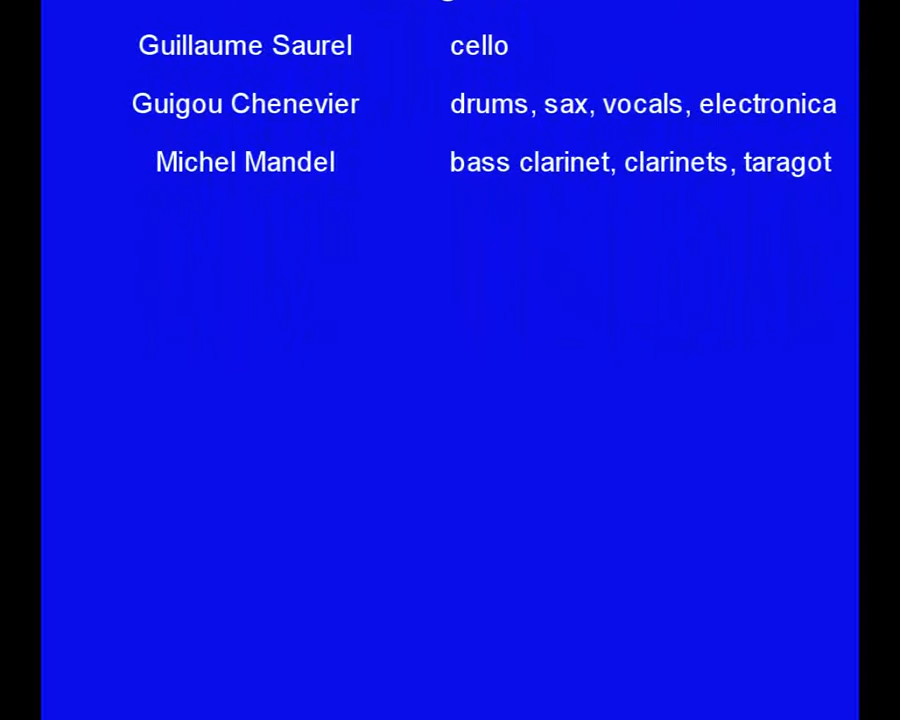 Guillaume Saurel cello
Guigou Chenevier drums, sax, vocals, electronica
Michel Mandel bass clarinet, clarinets, taragot